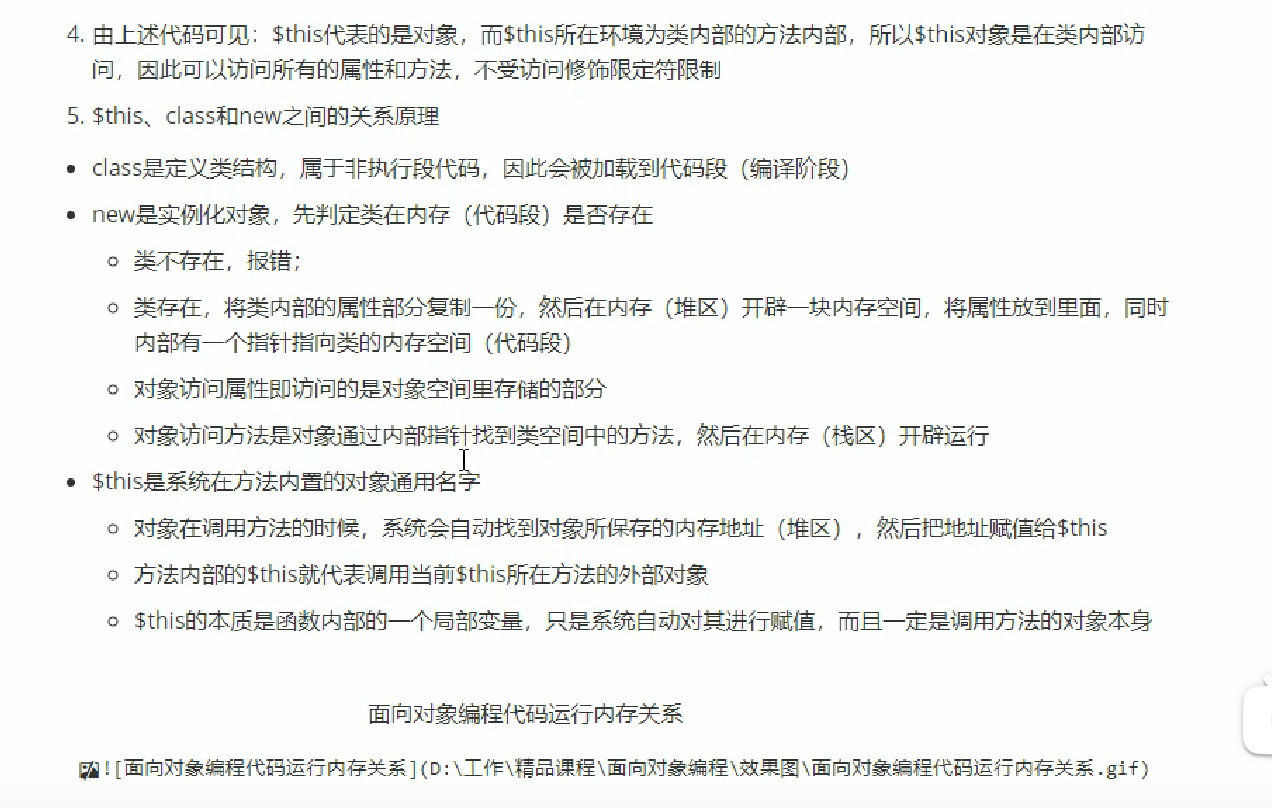 4. 由上述代码可见：$this代表的是对象，而$this所在环境为类内部的方法内部，所以$this对象是在类内部访
问，因此可以访问所有的属性和方法，不受访问修饰限定符限制
5. $this、class和new之间的关系原理
• class是定义类结构，属于非执行段代码，因此会被加载到代码段（编译阶段）
• new是实例化对象，先判定类在内存（代码段）是否存在
○ 类不存在，报错；
○ 类存在，将类内部的属性部分复制一份，然后在内存（堆区）开辟一块内存空间，将属性放到里面，同时
内部有一个指针指向类的内存空间（代码段）
○ 对象访问属性即访问的是对象空间里存储的部分
○ 对象访问方法是对象通过内部指针找到类空间中的方法，然后在内存（栈区）开辟运行
• $this是系统在方法内置的对象通用名字
○ 对象在调用方法的时候，系统会自动找到对象所保存的内存地址（堆区），然后把地址赋值给$this
○ 方法内部的$this就代表调用当前$this所在方法的外部对象
○ $this的本质是函数内部的一个局部变量，只是系统自动对其进行赋值，而且一定是调用方法的对象本身
面向对象编程代码运行内存关系
![面向对象编程代码运行内存关系](D:\工作\精品课程\面向对象编程\效果图\面向对象编程代码运行内存关系.gif)